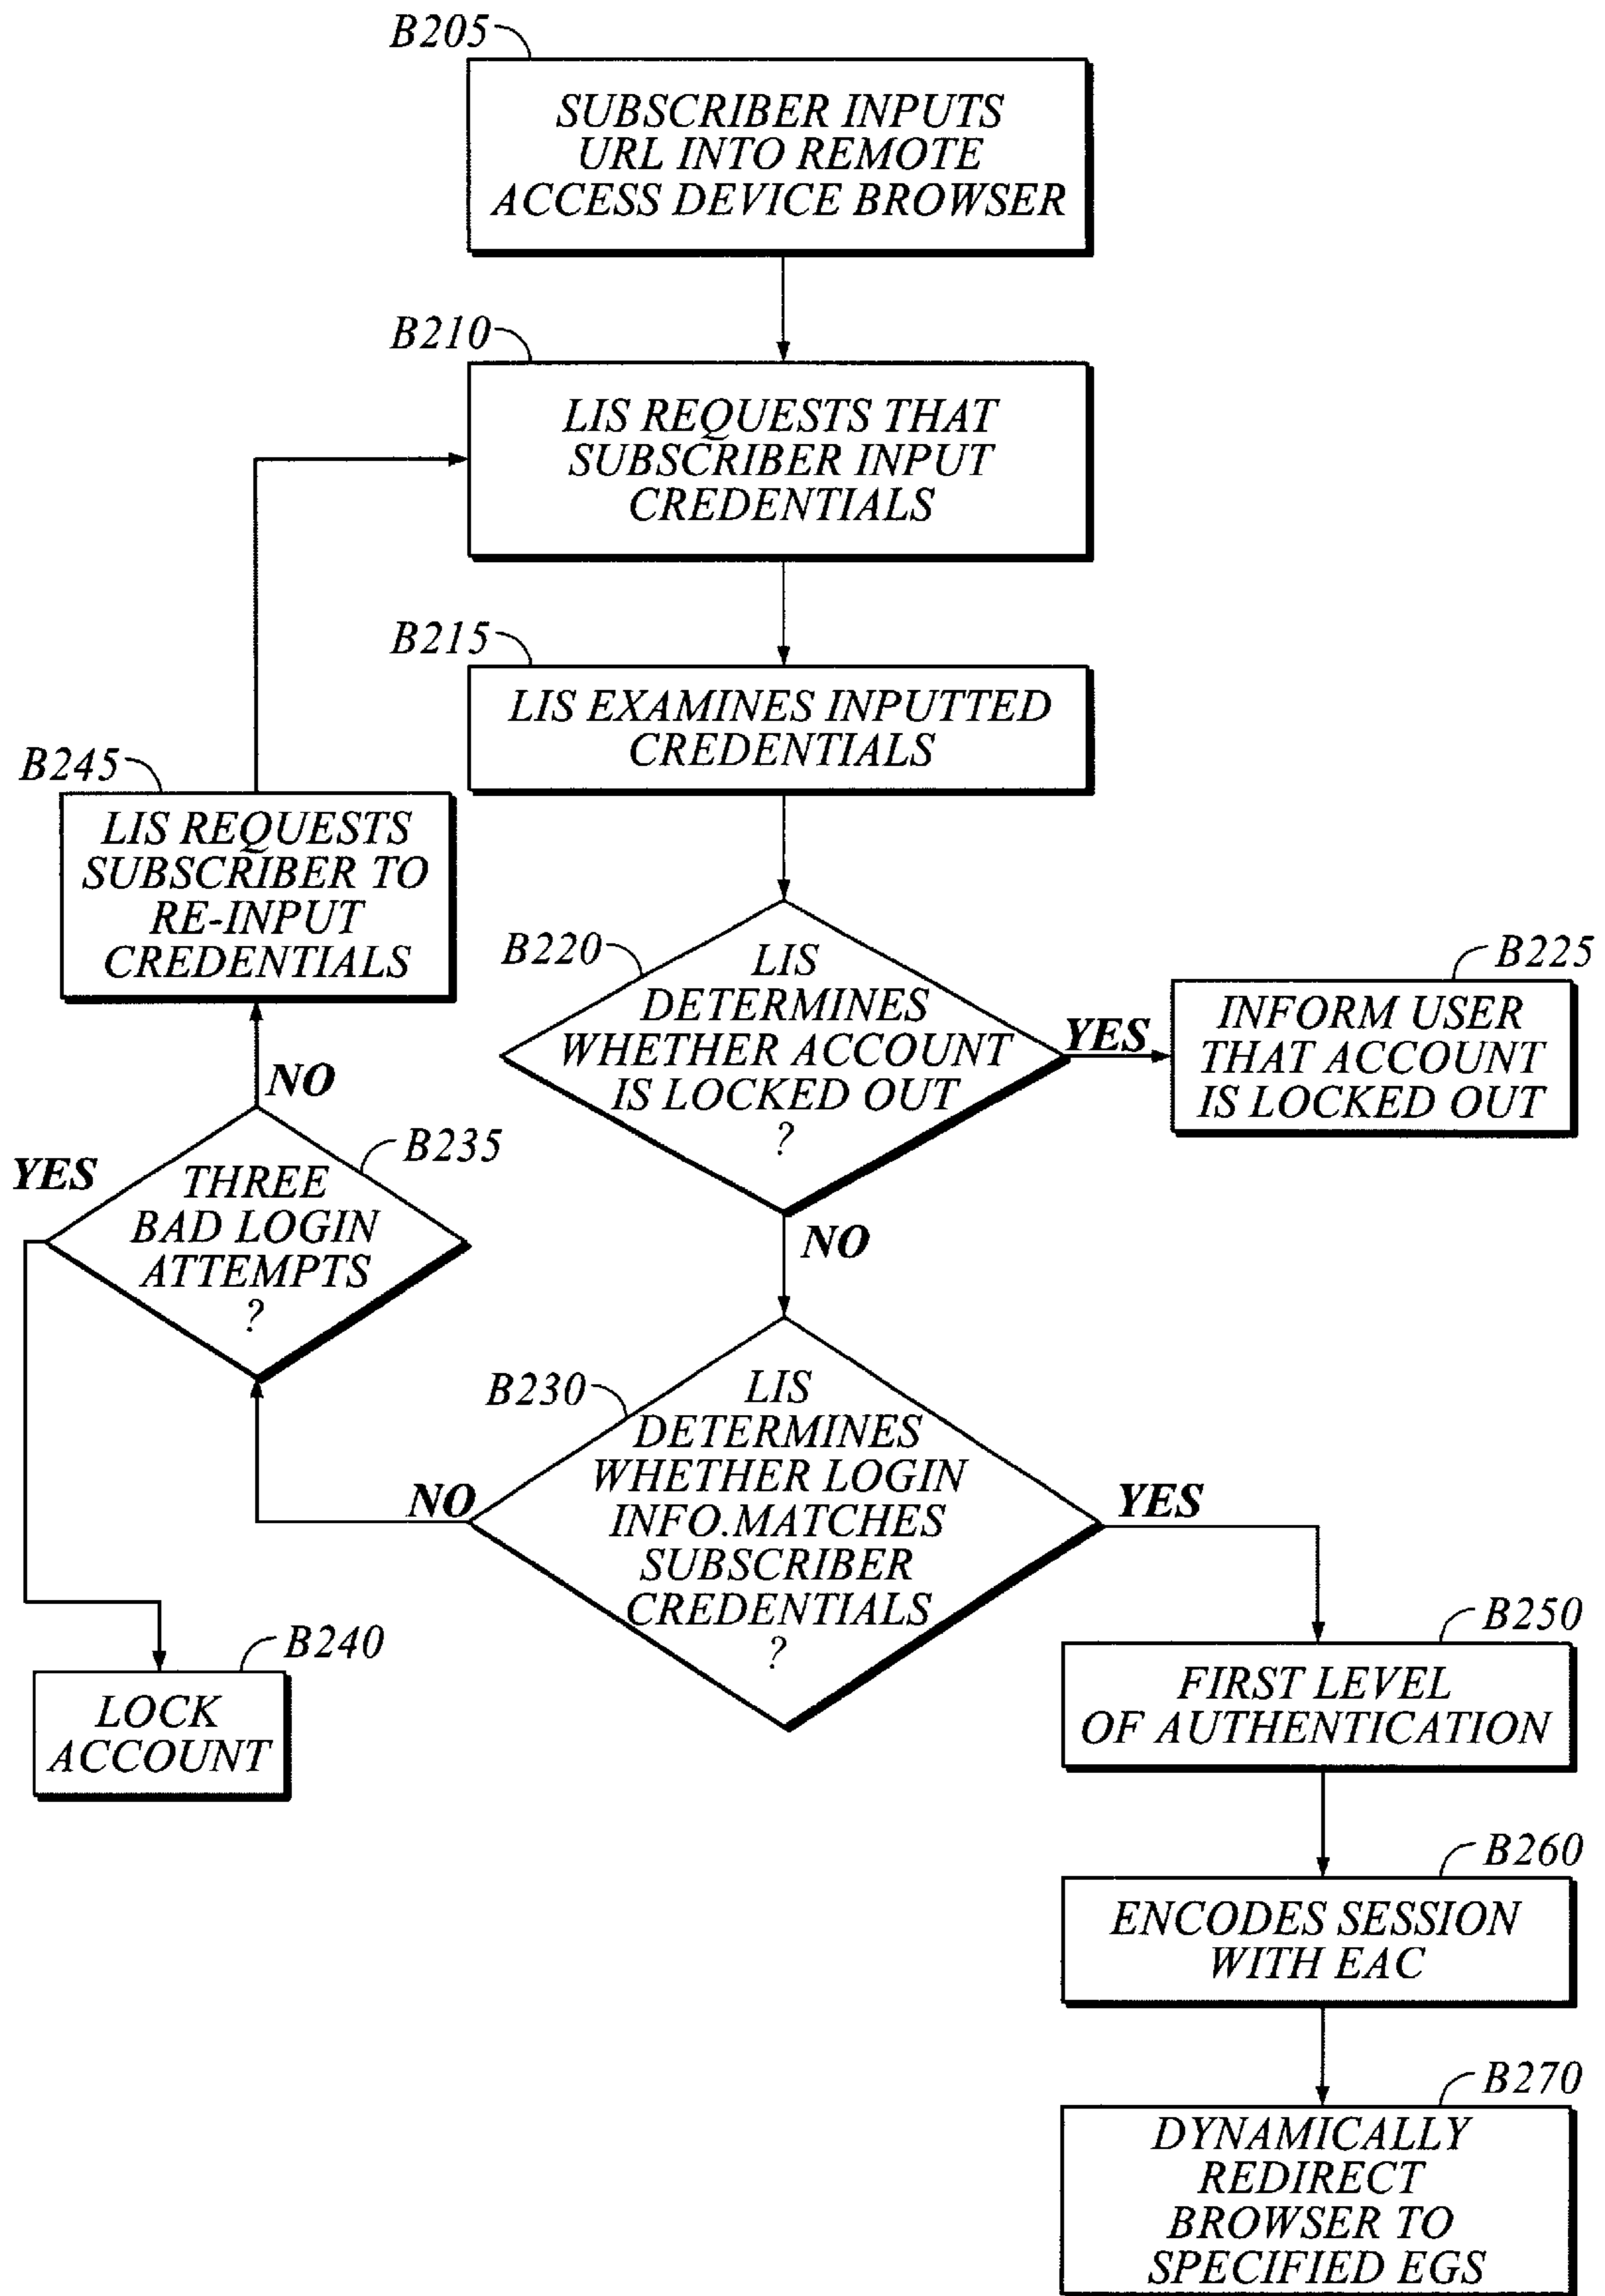 B205
SUBSCRIBER INPUTS
URL INTO REMOTE
ACCESS DEVICE BROWSER
B210
LIS REQUESTS THAT
SUBSCRIBER INPUT
CREDENTIALS
B215
LIS EXAMINES INPUTTED
CREDENTIALS
B245
LIS REQUESTS
SUBSCRIBER TO
RE-INPUT
CREDENTIALS
B220
LIS
DETERMINES
WHETHER ACCOUNT
IS LOCKED OUT
?
YES
B225
INFORM USER
THAT ACCOUNT
IS LOCKED OUT
NO
B235
YES
THREE
BAD LOGIN
ATTEMPTS
?
NO
B230
LIS
DETERMINES
WHETHER LOGIN
INFO.MATCHES
SUBSCRIBER
CREDENTIALS
?
NO
YES
B240
LOCK
ACCOUNT
B250
FIRST LEVEL
OF AUTHENTICATION
B260
ENCODES SESSION
WITH EAC
B270
DYNAMICALLY
REDIRECT
BROWSER TO
SPECIFIED EGS